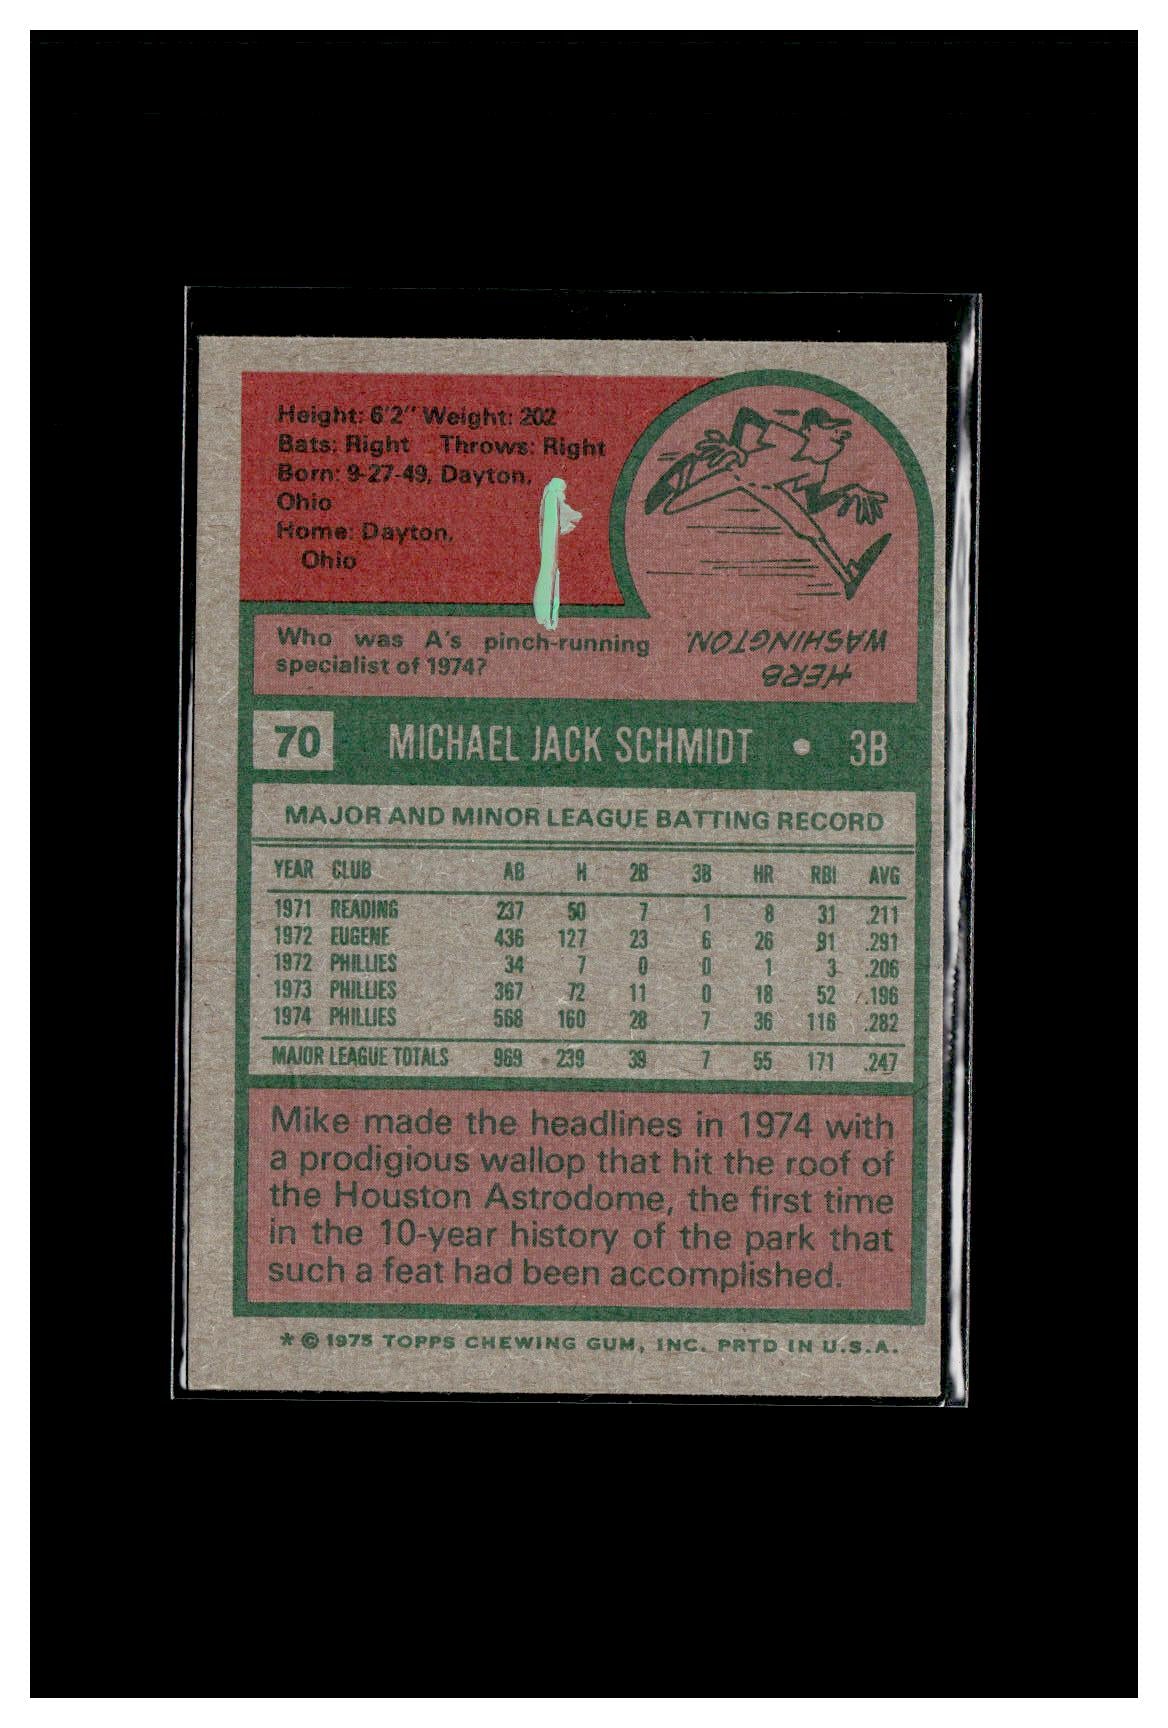 Height: 6'2" Weight: 202
Bats: Right Throws: Right
Born: 9-27-49, Dayton,
Ohio
Home: Dayton,
Ohio
Who was A's pinch-running
specialist of 1974?
HERB
WASHINGTON.
70 MICHAEL JACK SCHMIDT • 3B
MAJOR AND MINOR LEAGUE BATTING RECORD
YEAR CLUB AB H 2B 3B HR RBI AVG
1971 READING 237 50 7 1 8 31 .211
1972 EUGENE 436 127 23 6 26 91 .291
1972 PHILLIES 34 7 0 0 1 3 .206
1973 PHILLIES 367 72 11 0 18 52 .196
1974 PHILLIES 568 160 28 7 36 116 .282
MAJOR LEAGUE TOTALS 969 239 39 7 55 171 .247
Mike made the headlines in 1974 with
a prodigious wallop that hit the roof of
the Houston Astrodome, the first time
in the 10-year history of the park that
such a feat had been accomplished.
* © 1975 TOPPS CHEWING GUM, INC. PRTD IN U.S.A.